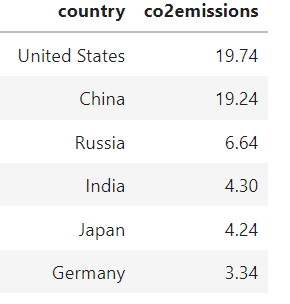 country co2emissions
United States 19.74
China 19.24
Russia 6.64
India 4.30
Japan 4.24
Germany 3.34